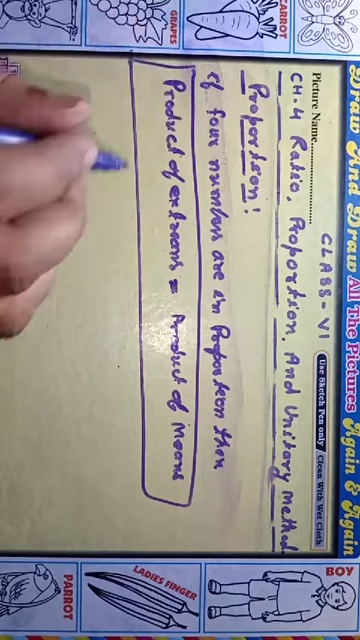 Draw And Draw All The Pictures Again & Again
Picture Name..................
Use Sketch Pen only / Clean With Wet Cloth
CLASS-VI
CH.4 Ratio, Proportion, And Unitary Method
Proportion:
If four numbers are in Proportion then
Product of extreans = Product of Means
GRAPES
CARROT
PARROT
LADIES FINGER
BOY